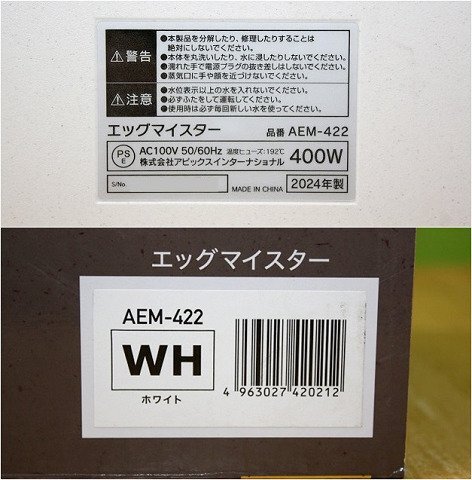 警告
●本製品を分解したり、修理したりすることは
絶対にしないでください。
●本体を丸洗いしたり、水に浸したりしないでください。
●濡れた手で電源プラグの抜き差しはしないでください。
●蒸気口に手や顔を近づけないでください。
注意
●水位表示以上の水を入れないでください。
●必ずふたをして運転してください。
●使用時は必ず毎回新しい水を使ってください。
エッグマイスター 品番 AEM-422
PS
E
AC100V 50/60Hz 温度ヒューズ:192℃
株式会社アピックスインターナショナル
400W
S/No.
MADE IN CHINA
2024年製
エッグマイスター
AEM-422
WH
ホワイト
4 963027 420212